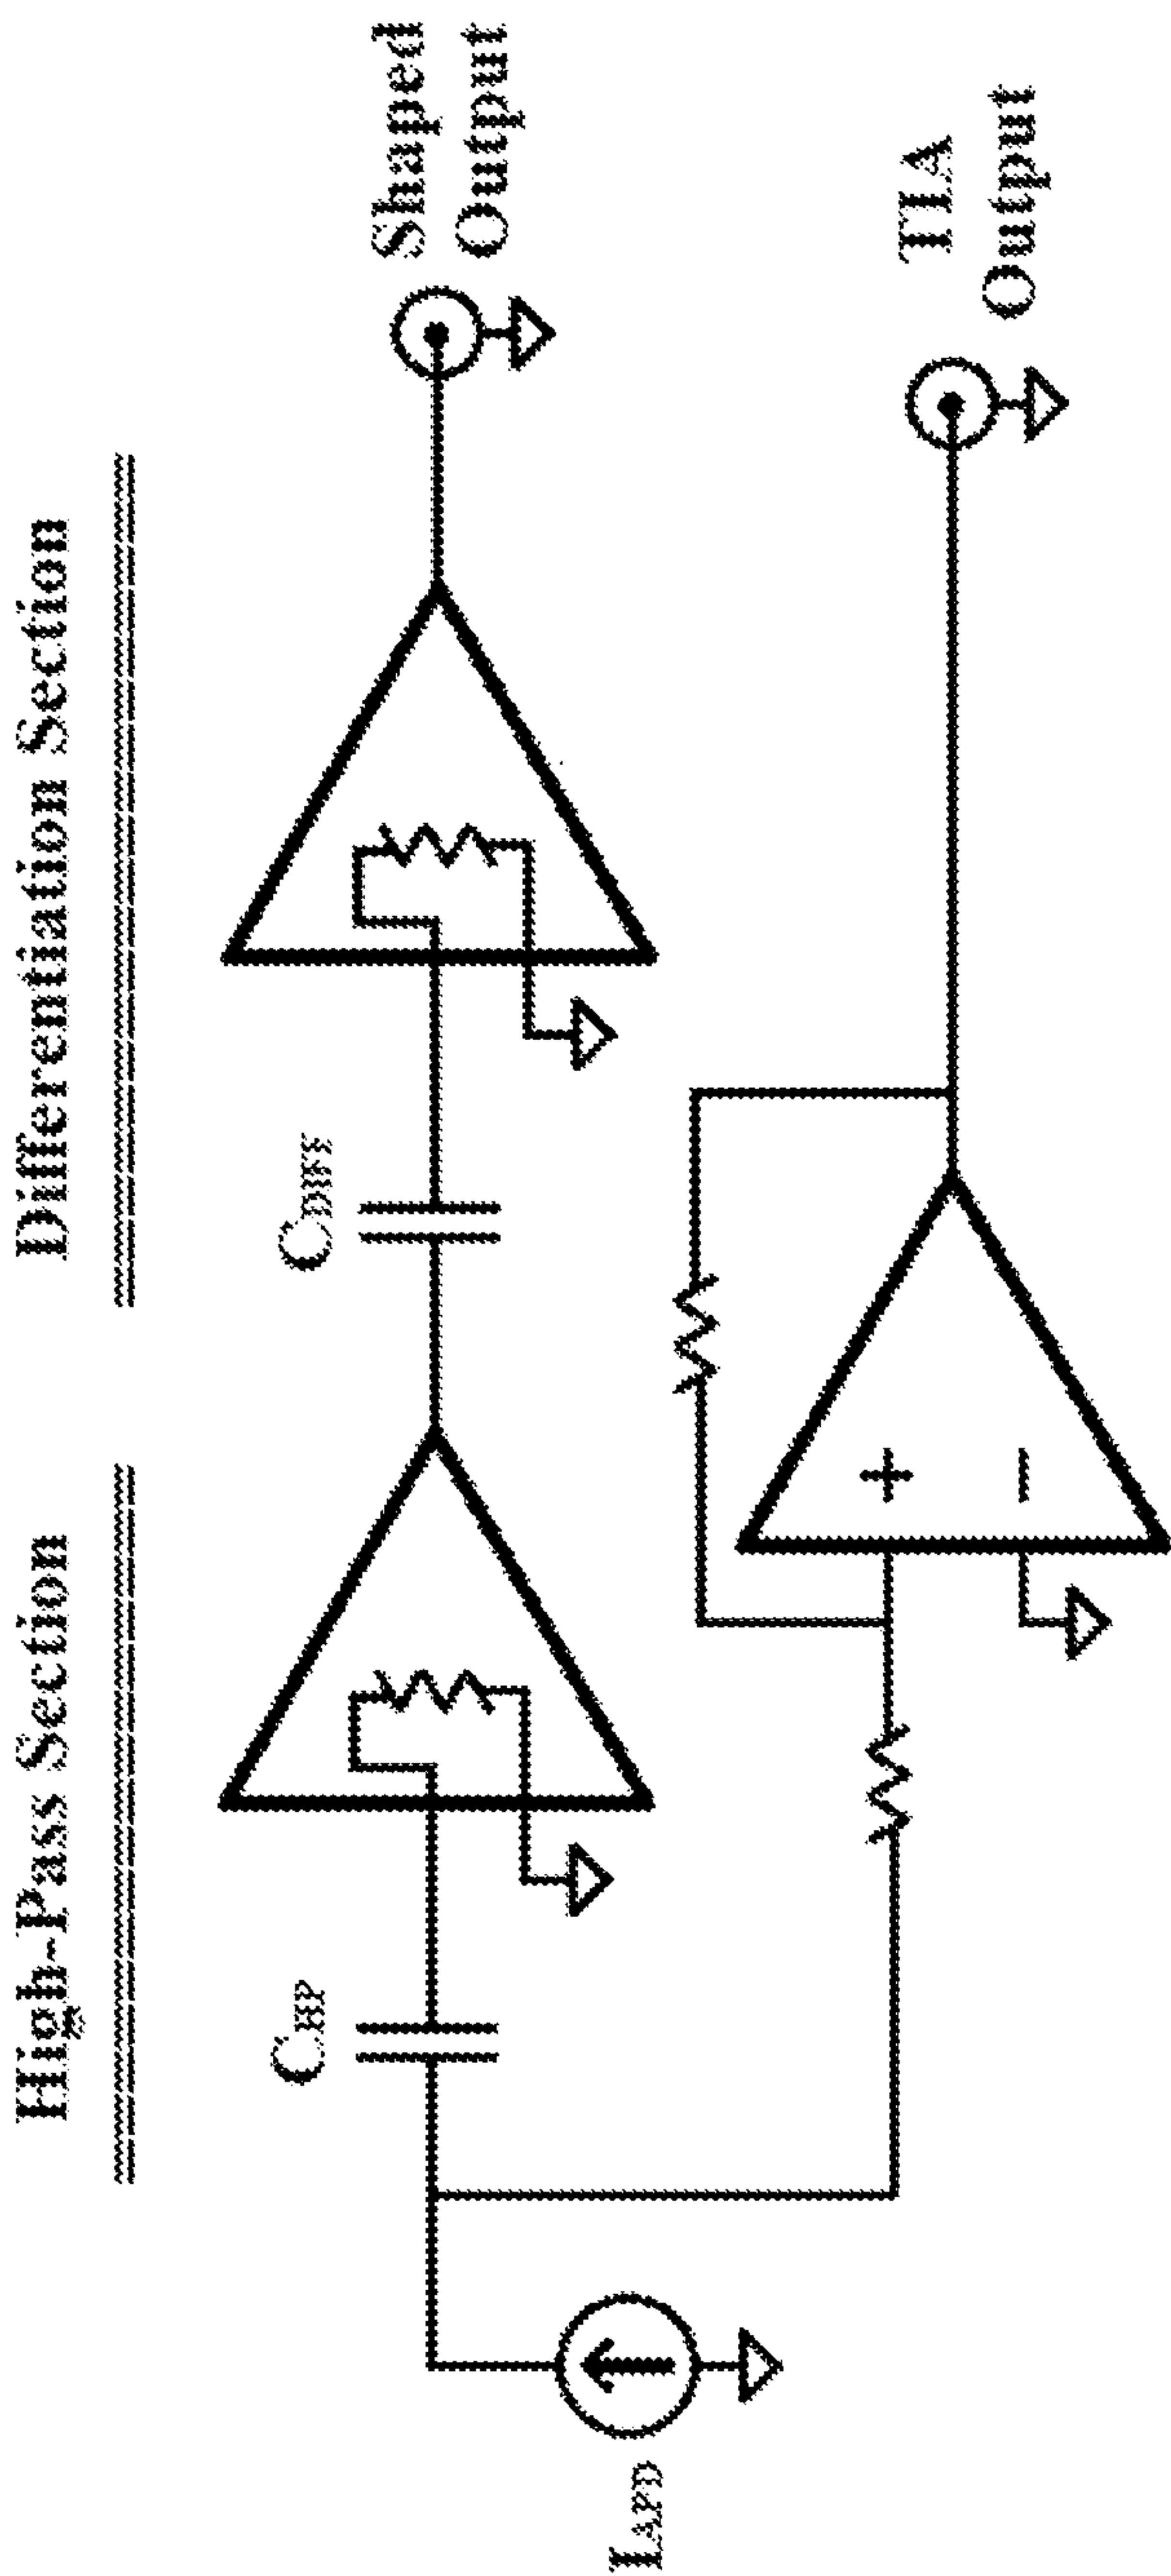 High-Pass Section
Differentiation Section
C_HP
C_DIFF
Shaped
Output
I_APD
+
−
TIA
Output